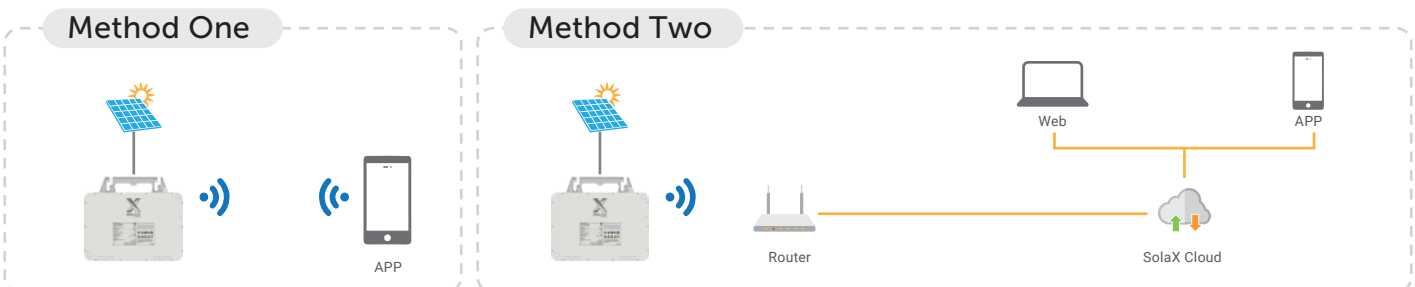 Method One
Method Two
APP
Web
APP
Router
SolaX Cloud